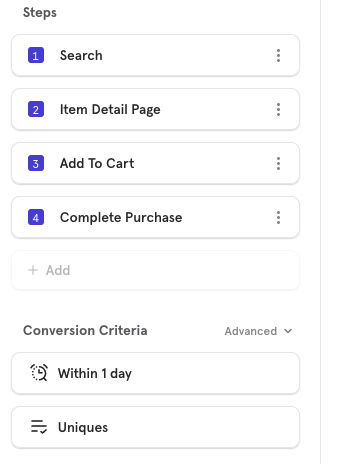 Steps
1 Search
2 Item Detail Page
3 Add To Cart
4 Complete Purchase
+ Add
Conversion Criteria Advanced
Within 1 day
Uniques